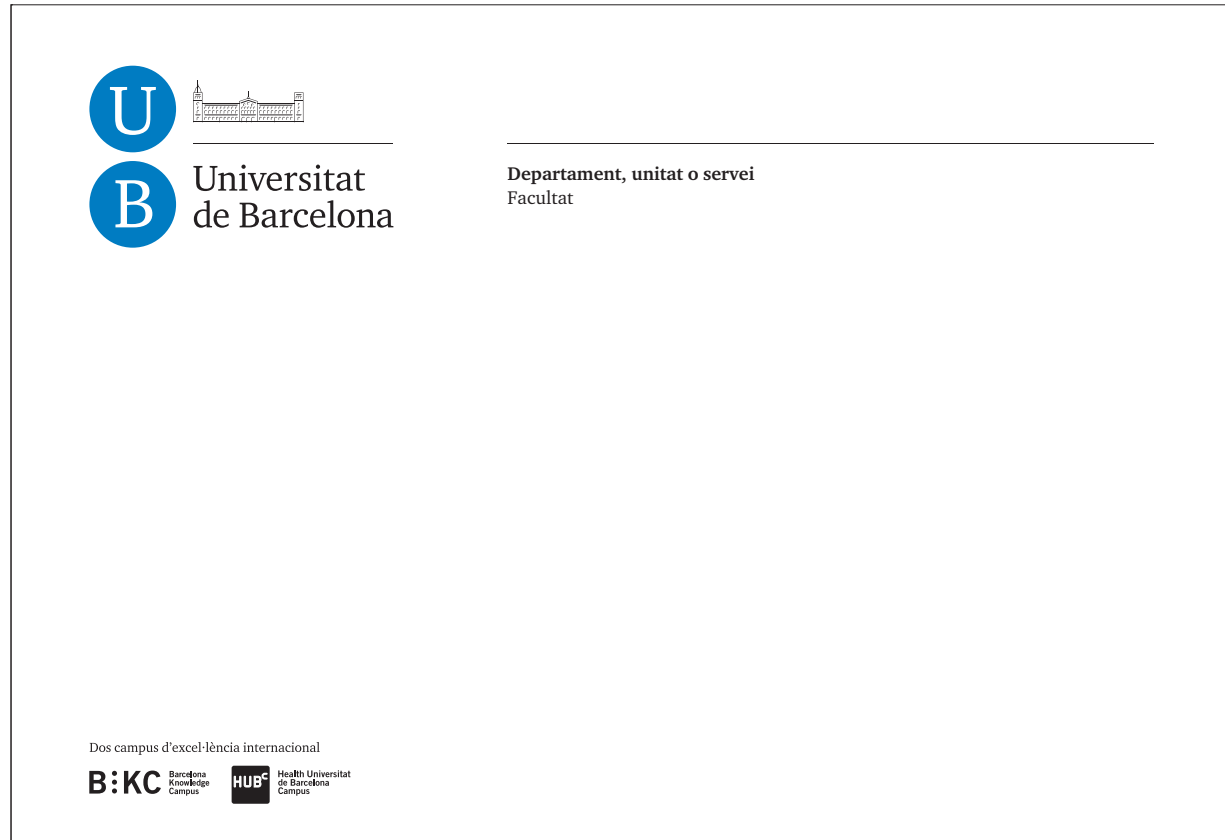 U
B
Universitat
de Barcelona
Departament, unitat o servei
Facultat
Dos campus d'excel·lència internacional
B:KC
Barcelona
Knowledge
Campus
HUBc
Health Universitat
de Barcelona
Campus